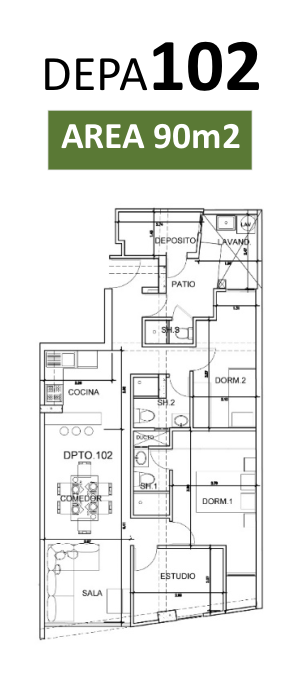 DEPA102
AREA 90m2
DEPOSITO
LAVAND.
LAV
PATIO
SH.3
DORM.2
COCINA
SH.2
DUCTO
DPTO.102
SH.1
COMEDOR
DORM.1
ESTUDIO
SALA